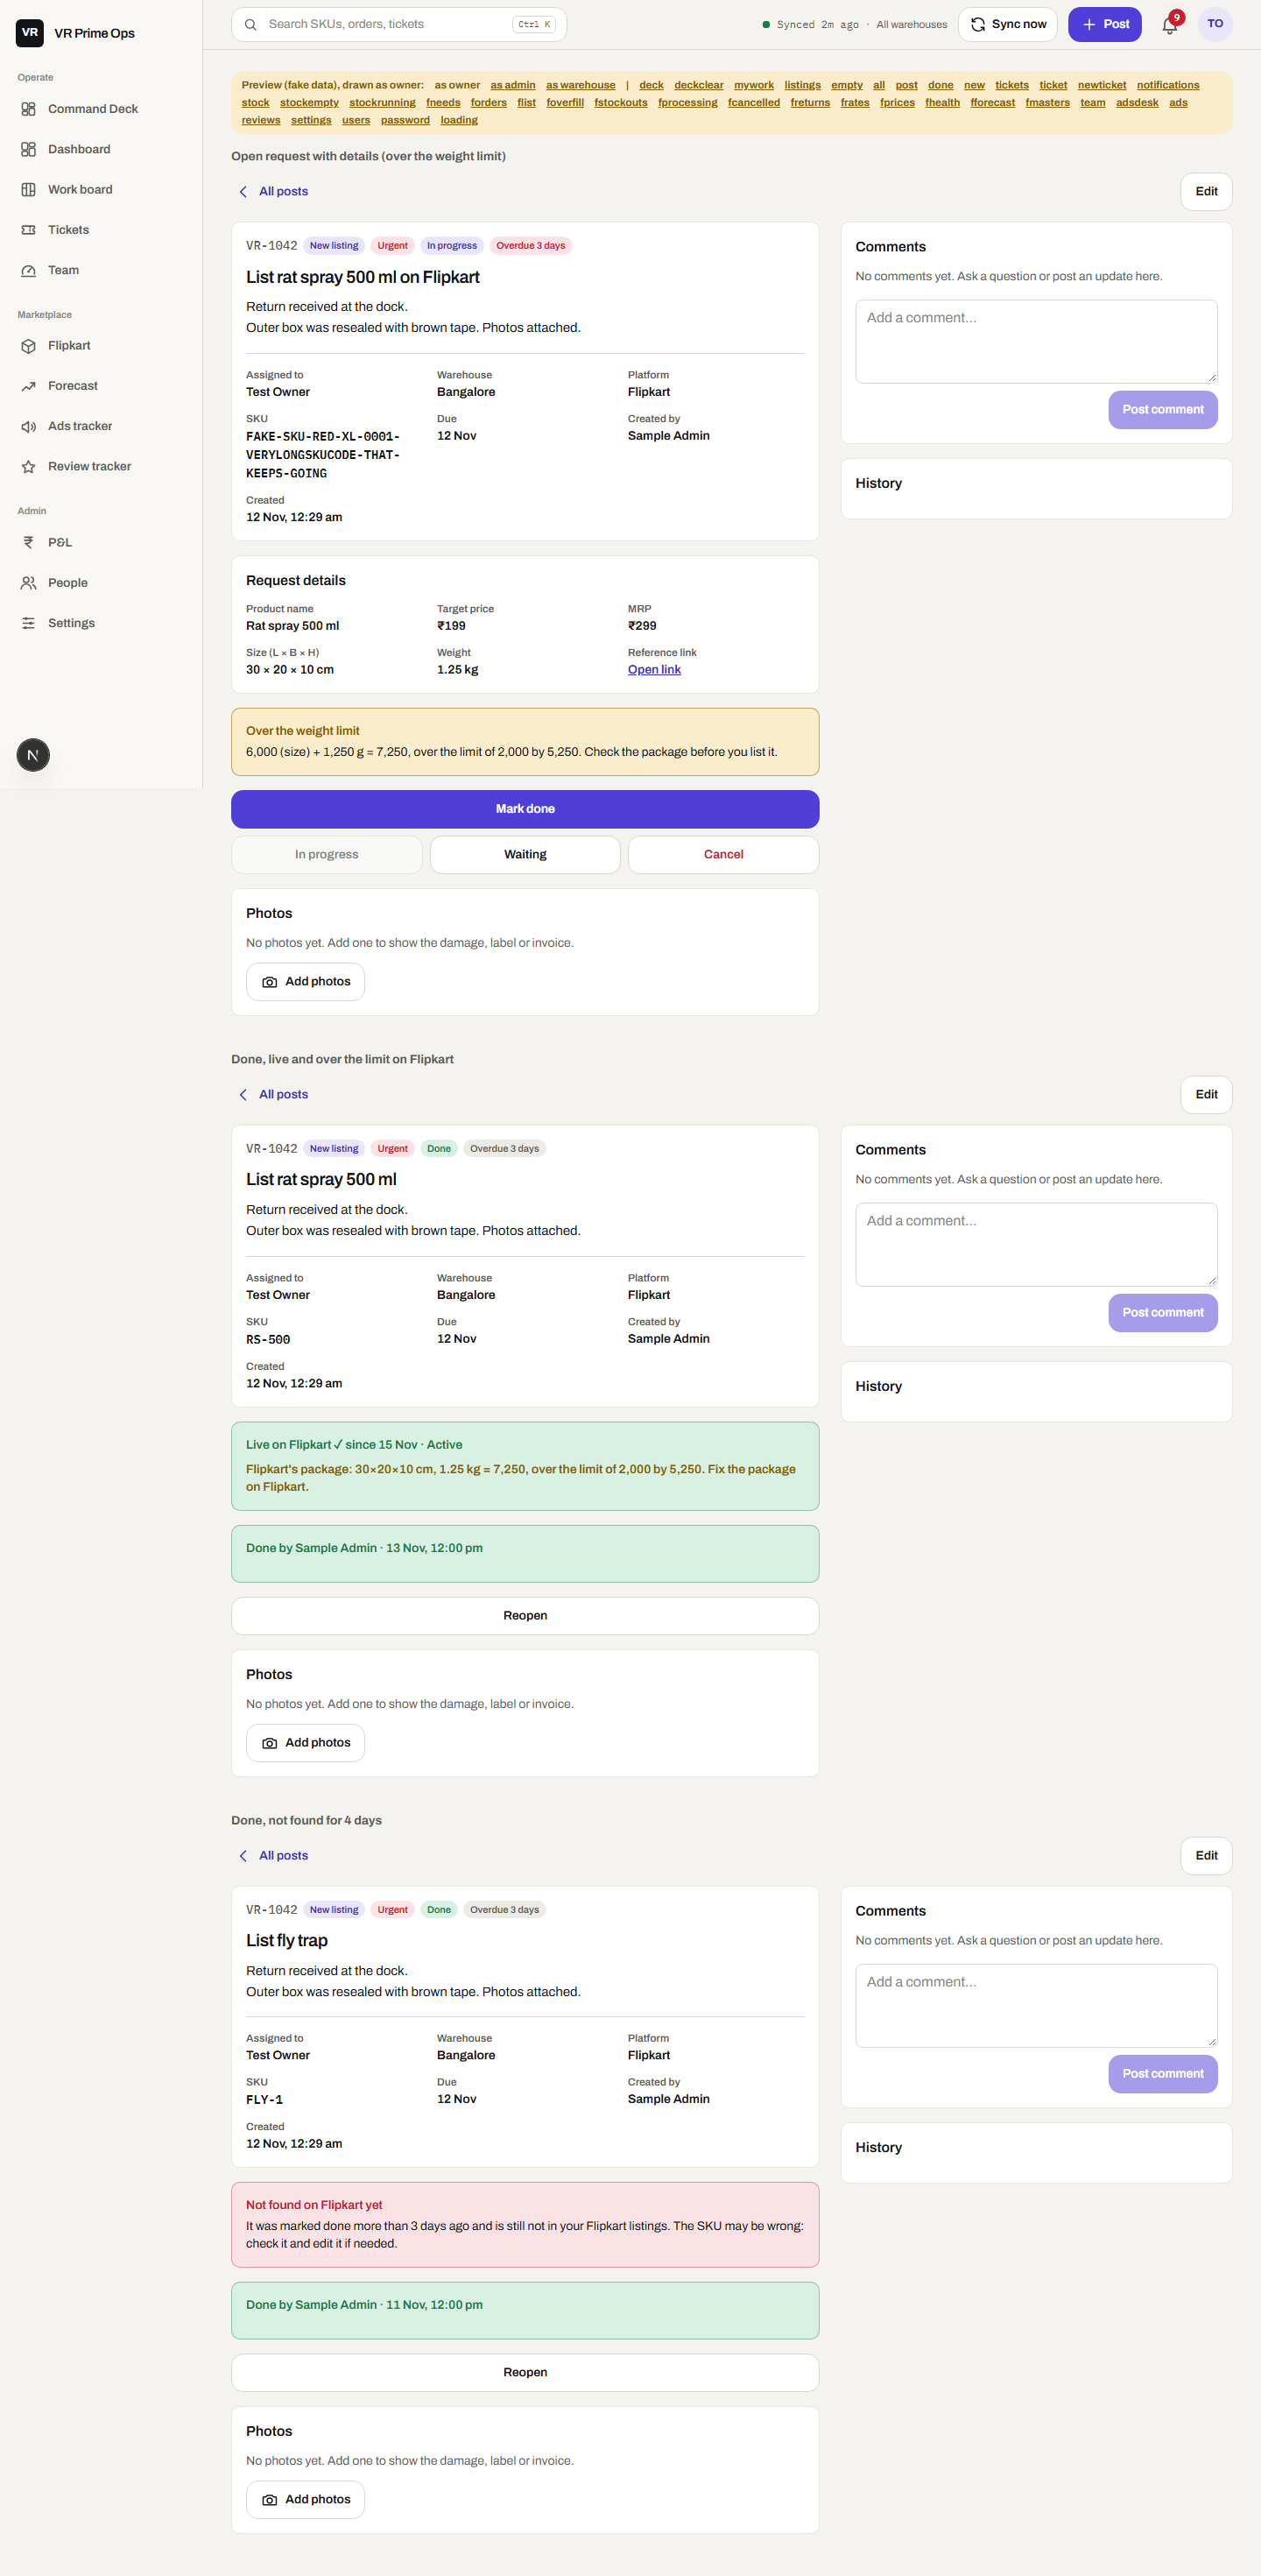 VR
VR Prime Ops
Operate
Command Deck
Dashboard
Work board
Tickets
Team
Marketplace
Flipkart
Forecast
Ads tracker
Review tracker
Admin
P&L
People
Settings
N
Search SKUs, orders, tickets
Ctrl K
Synced 2m ago · All warehouses
Sync now
Post
9
TO
Preview (fake data), drawn as owner: as owner as admin as warehouse | deck deckclear mywork listings empty all post done new tickets ticket newticket notifications
stock stockempty stockrunning fneeds forders flist foverfill fstockouts fprocessing fcancelled freturns frates fprices fhealth fforecast fmasters team adsdesk ads
reviews settings users password loading
Open request with details (over the weight limit)
All posts
Edit
VR-1042 New listing Urgent In progress Overdue 3 days
List rat spray 500 ml on Flipkart
Return received at the dock.
Outer box was resealed with brown tape. Photos attached.
Assigned to Warehouse Platform
Test Owner Bangalore Flipkart
SKU Due Created by
FAKE-SKU-RED-XL-0001- 12 Nov Sample Admin
VERYLONGSKUCODE-THAT-
KEEPS-GOING
Created
12 Nov, 12:29 am
Request details
Product name Target price MRP
Rat spray 500 ml ₹199 ₹299
Size (L × B × H) Weight Reference link
30 × 20 × 10 cm 1.25 kg Open link
Over the weight limit
6,000 (size) + 1,250 g = 7,250, over the limit of 2,000 by 5,250. Check the package before you list it.
Mark done
In progress Waiting Cancel
Photos
No photos yet. Add one to show the damage, label or invoice.
Add photos
Comments
No comments yet. Ask a question or post an update here.
Add a comment...
Post comment
History
Done, live and over the limit on Flipkart
All posts
Edit
VR-1042 New listing Urgent Done Overdue 3 days
List rat spray 500 ml
Return received at the dock.
Outer box was resealed with brown tape. Photos attached.
Assigned to Warehouse Platform
Test Owner Bangalore Flipkart
SKU Due Created by
RS-500 12 Nov Sample Admin
Created
12 Nov, 12:29 am
Live on Flipkart ✓ since 15 Nov · Active
Flipkart's package: 30×20×10 cm, 1.25 kg = 7,250, over the limit of 2,000 by 5,250. Fix the package
on Flipkart.
Done by Sample Admin · 13 Nov, 12:00 pm
Reopen
Photos
No photos yet. Add one to show the damage, label or invoice.
Add photos
Comments
No comments yet. Ask a question or post an update here.
Add a comment...
Post comment
History
Done, not found for 4 days
All posts
Edit
VR-1042 New listing Urgent Done Overdue 3 days
List fly trap
Return received at the dock.
Outer box was resealed with brown tape. Photos attached.
Assigned to Warehouse Platform
Test Owner Bangalore Flipkart
SKU Due Created by
FLY-1 12 Nov Sample Admin
Created
12 Nov, 12:29 am
Not found on Flipkart yet
It was marked done more than 3 days ago and is still not in your Flipkart listings. The SKU may be wrong:
check it and edit it if needed.
Done by Sample Admin · 11 Nov, 12:00 pm
Reopen
Photos
No photos yet. Add one to show the damage, label or invoice.
Add photos
Comments
No comments yet. Ask a question or post an update here.
Add a comment...
Post comment
History